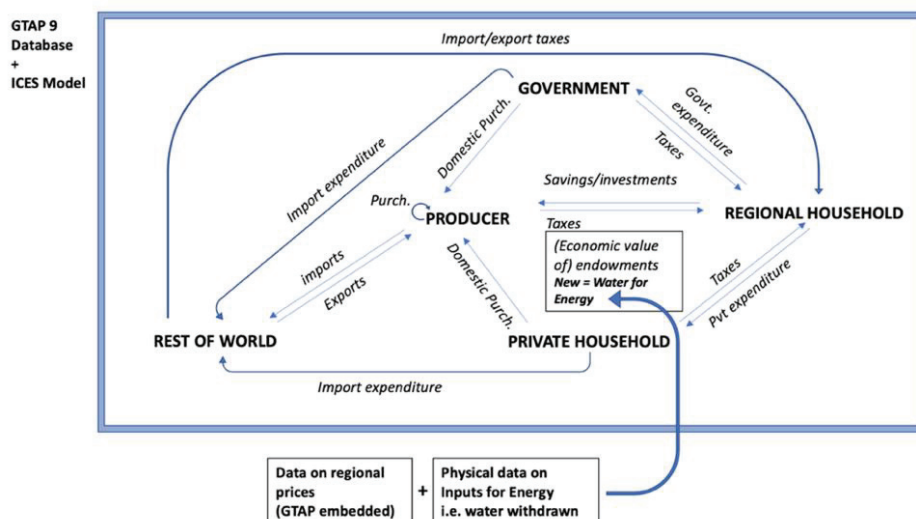 GTAP 9
Database
+
ICES Model
Import/export taxes
GOVERNMENT
Govt.
expenditure
Taxes
Domestic Purch.
Import expenditure
Savings/investments
Purch.
PRODUCER
REGIONAL HOUSEHOLD
Taxes
(Economic value
of) endowments
New = Water for
Energy
imports
Exports
Domestic Purch.
Taxes
Pvt expenditure
REST OF WORLD
PRIVATE HOUSEHOLD
Import expenditure
Data on regional
prices
(GTAP embedded)
+
Physical data on
Inputs for Energy
i.e. water withdrawn